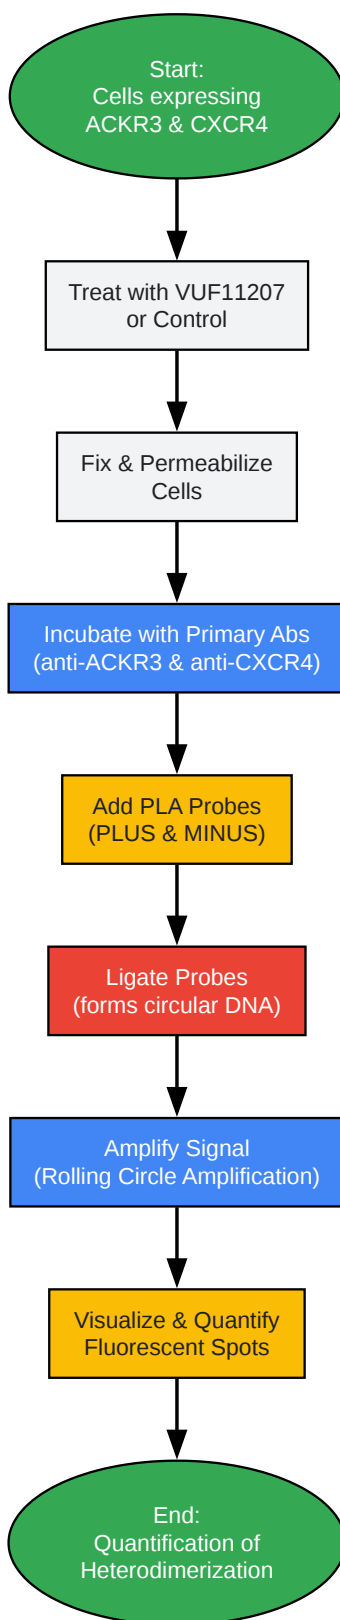 Start:
Cells expressing
ACKR3 & CXCR4
Treat with VUF11207
or Control
Fix & Permeabilize
Cells
Incubate with Primary Abs
(anti-ACKR3 & anti-CXCR4)
Add PLA Probes
(PLUS & MINUS)
Ligate Probes
(forms circular DNA)
Amplify Signal
(Rolling Circle Amplification)
Visualize & Quantify
Fluorescent Spots
End:
Quantification of
Heterodimerization